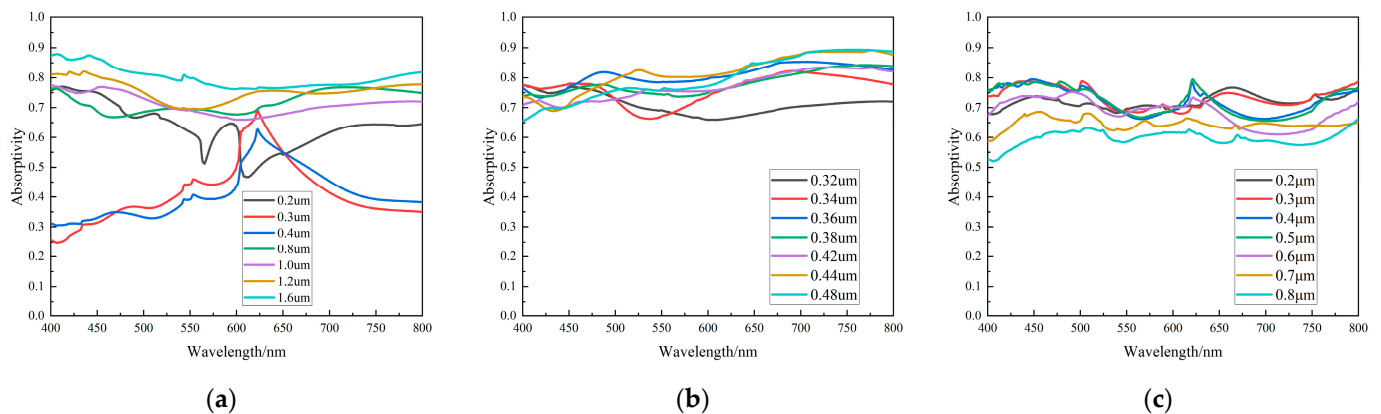 1.0
0.9
0.8
0.7
0.6
0.5
0.4
0.3
0.2
0.1
0.0
Absorptivity
400 450 500 550 600 650 700 750 800
Wavelength/nm
0.2um
0.3um
0.4um
0.8um
1.0um
1.2um
1.6um
(a)
1.0
0.9
0.8
0.7
0.6
0.5
0.4
0.3
0.2
0.1
0.0
Absorptivity
400 450 500 550 600 650 700 750 800
Wavelength/nm
0.32um
0.34um
0.36um
0.38um
0.42um
0.44um
0.48um
(b)
1.0
0.9
0.8
0.7
0.6
0.5
0.4
0.3
0.2
0.1
0.0
Absorptivity
400 450 500 550 600 650 700 750 800
Wavelength/nm
0.2μm
0.3μm
0.4μm
0.5μm
0.6μm
0.7μm
0.8μm
(c)